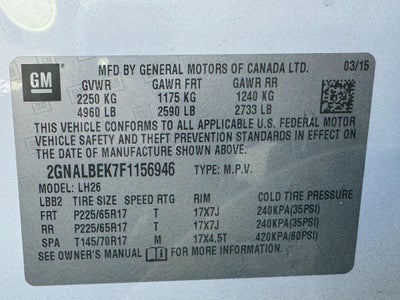 GM MFD BY GENERAL MOTORS OF CANADA LTD. 03/15
GVWR GAWR FRT GAWR RR
2250 KG 1175 KG 1240 KG
4960 LB 2590 LB 2733 LB
THIS VEHICLE CONFORMS TO ALL APPLICABLE U.S. FEDERAL MOTOR
VEHICLE SAFETY AND THEFT PREVENTION STANDARDS IN EFFECT ON
THE DATE OF MANUFACTURE SHOWN ABOVE.
2GNALBEK7F1156946 TYPE: M.P.V.
MODEL: LH26
LBB2 TIRE SIZE SPEED RTG RIM COLD TIRE PRESSURE
FRT P225/65R17 T 17X7J 240KPA(35PSI)
RR P225/65R17 T 17X7J 240KPA(35PSI)
SPA T145/70R17 M 17X4.5T 420KPA(60PSI)
SEE OWNER'S MANUAL FOR ADDITIONAL INFORMATION.